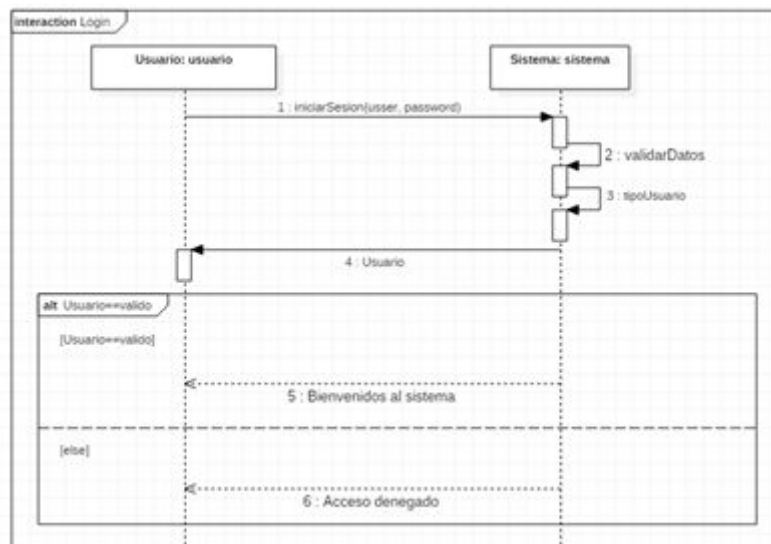 interaction Login
Usuario: usuario
Sistema: sistema
1 : iniciarSesion(usser, password)
2 : validarDatos
3 : tipoUsuario
4 : Usuario
alt Usuario==valido
[Usuario==valido]
5 : Bienvenidos al sistema
[else]
6 : Acceso denegado